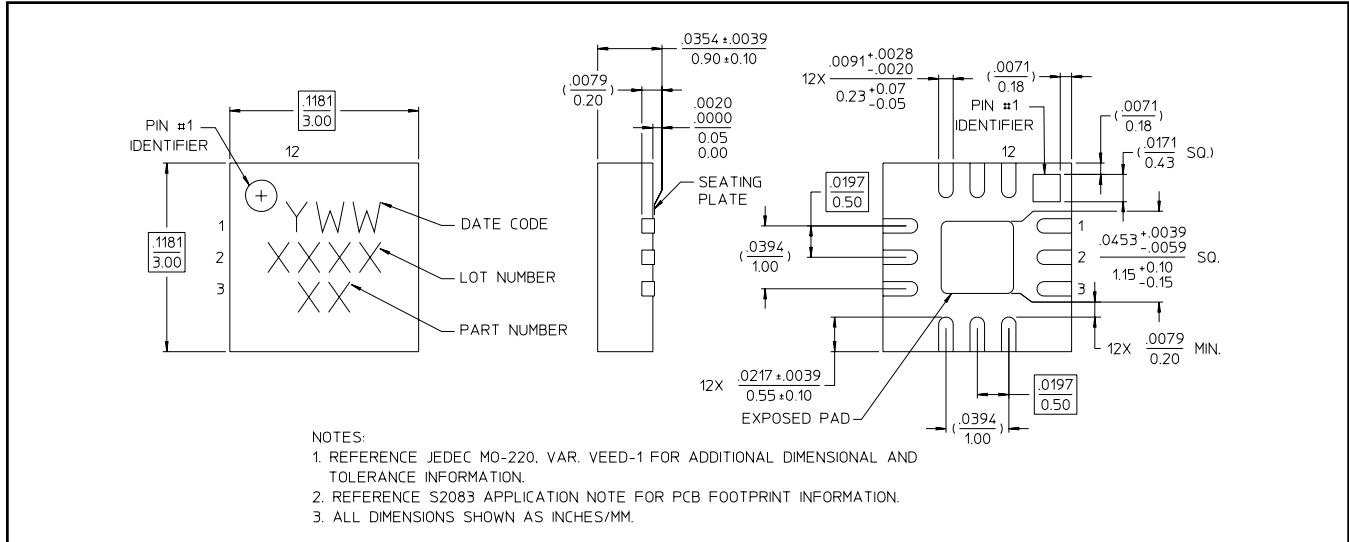 .1181
3.00
PIN #1
IDENTIFIER
12
.1181
3.00
1
2
3
Y W W
X X X X
X X
DATE CODE
LOT NUMBER
PART NUMBER
.0354 ±.0039
0.90 ±0.10
(.0079
0.20)
.0020
.0000
0.05
0.00
SEATING
PLATE
12X .0091 +.0028
-.0020
0.23 +0.07
-0.05
(.0071
0.18)
PIN #1
IDENTIFIER
12
(.0071
0.18)
(.0171
0.43 SQ.)
.0197
0.50
(.0394
1.00)
1
2
3
.0453 +.0039
-.0059 SQ.
1.15 +0.10
-0.15
12X .0079 MIN.
0.20
12X .0217 ±.0039
0.55 ±0.10
EXPOSED PAD
.0197
0.50
(.0394)
1.00
NOTES:
1. REFERENCE JEDEC MO-220, VAR. VEED-1 FOR ADDITIONAL DIMENSIONAL AND
TOLERANCE INFORMATION.
2. REFERENCE S2083 APPLICATION NOTE FOR PCB FOOTPRINT INFORMATION.
3. ALL DIMENSIONS SHOWN AS INCHES/MM.